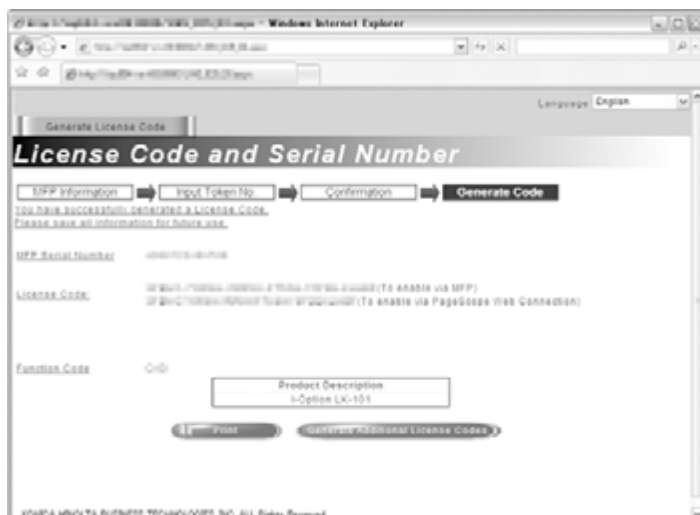 - Windows Internet Explorer
Language English
Generate License Code
License Code and Serial Number
MFP Information Input Token No. Confirmation Generate Code
You have successfully generated a License Code.
Please save all information for future use.
MFP Serial Number
License Code: (To enable via MFP)
(To enable via PageScope Web Connection)
Function Code
Product Description
i-Option LK-101
Print Generate Additional License Codes
KONICA MINOLTA BUSINESS TECHNOLOGIES, INC. ALL Rights Reserved.